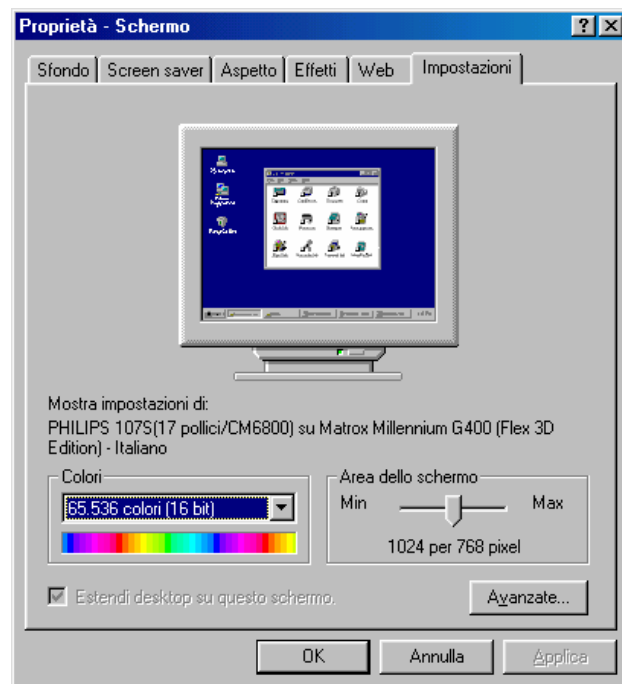 Proprietà - Schermo
Sfondo Screen saver Aspetto Effetti Web Impostazioni
Mostra impostazioni di:
PHILIPS 107S(17 pollici/CM6800) su Matrox Millennium G400 (Flex 3D
Edition) - Italiano
Colori
65.536 colori (16 bit)
Area dello schermo
Min Max
1024 per 768 pixel
Estendi desktop su questo schermo.
Avanzate...
OK Annulla Applica